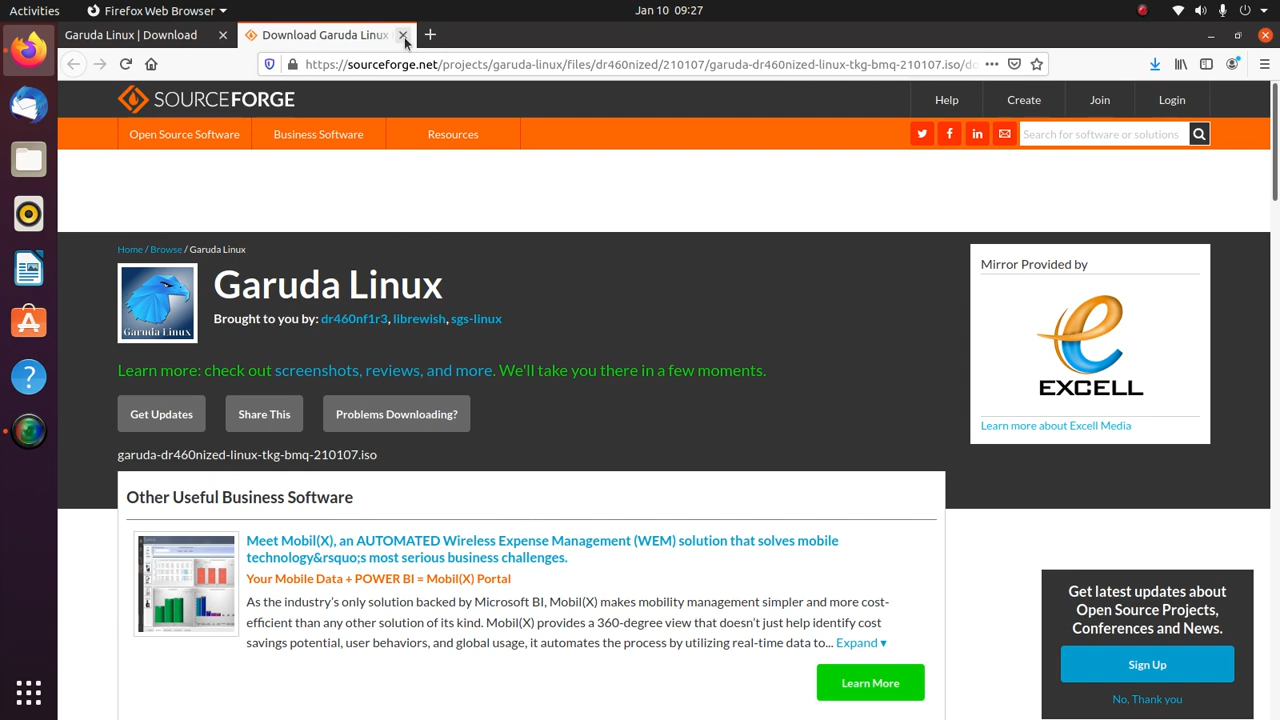 Activities
Firefox Web Browser
Jan 10 09:27
Garuda Linux | Download
Download Garuda Linux
https://sourceforge.net/projects/garuda-linux/files/dr460nized/210107/garuda-dr460nized-linux-tkg-bmq-210107.iso/do
SOURCEFORGE
Help
Create
Join
Login
Open Source Software
Business Software
Resources
Search for software or solutions
Home / Browse / Garuda Linux
Garuda Linux
Garuda Linux
Brought to you by: dr460nf1r3, librewish, sgs-linux
Learn more: check out screenshots, reviews, and more. We'll take you there in a few moments.
Get Updates
Share This
Problems Downloading?
garuda-dr460nized-linux-tkg-bmq-210107.iso
Mirror Provided by
e
EXCELL
Learn more about Excell Media
Other Useful Business Software
Meet Mobil(X), an AUTOMATED Wireless Expense Management (WEM) solution that solves mobile
technology&rsquo;s most serious business challenges.
Your Mobile Data + POWER BI = Mobil(X) Portal
As the industry's only solution backed by Microsoft BI, Mobil(X) makes mobility management simpler and more cost-
efficient than any other solution of its kind. Mobil(X) provides a 360-degree view that doesn't just help identify cost
savings potential, user behaviors, and global usage, it automates the process by utilizing real-time data to... Expand ▾
Learn More
Get latest updates about
Open Source Projects,
Conferences and News.
Sign Up
No, Thank you